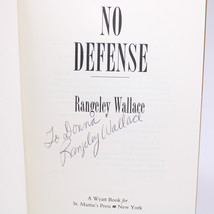 NO
DEFENSE
Rangeley Wallace
To Donna
Rangeley Wallace
A Wyatt Book for
St. Martin's Press ■ New York